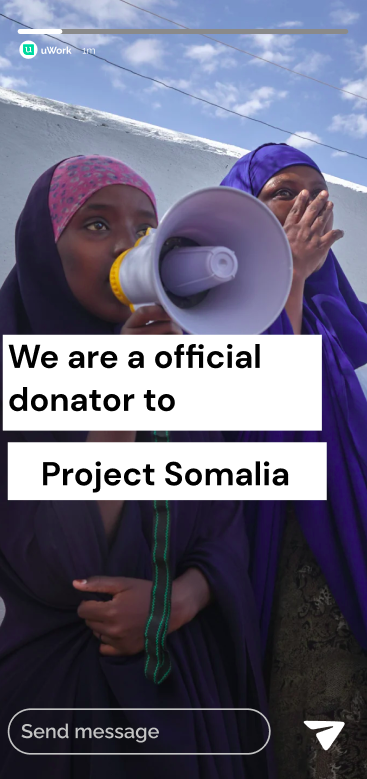 uWork 1m
We are a official
donator to
Project Somalia
Send message